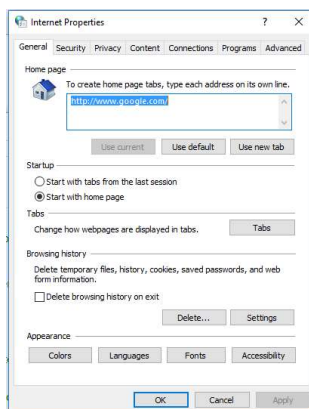 Internet Properties
? X
General Security Privacy Content Connections Programs Advanced
Home page
To create home page tabs, type each address on its own line.
http://www.google.com/
Use current Use default Use new tab
Startup
Start with tabs from the last session
Start with home page
Tabs
Change how webpages are displayed in tabs. Tabs
Browsing history
Delete temporary files, history, cookies, saved passwords, and web
form information.
Delete browsing history on exit
Delete... Settings
Appearance
Colors Languages Fonts Accessibility
OK Cancel Apply